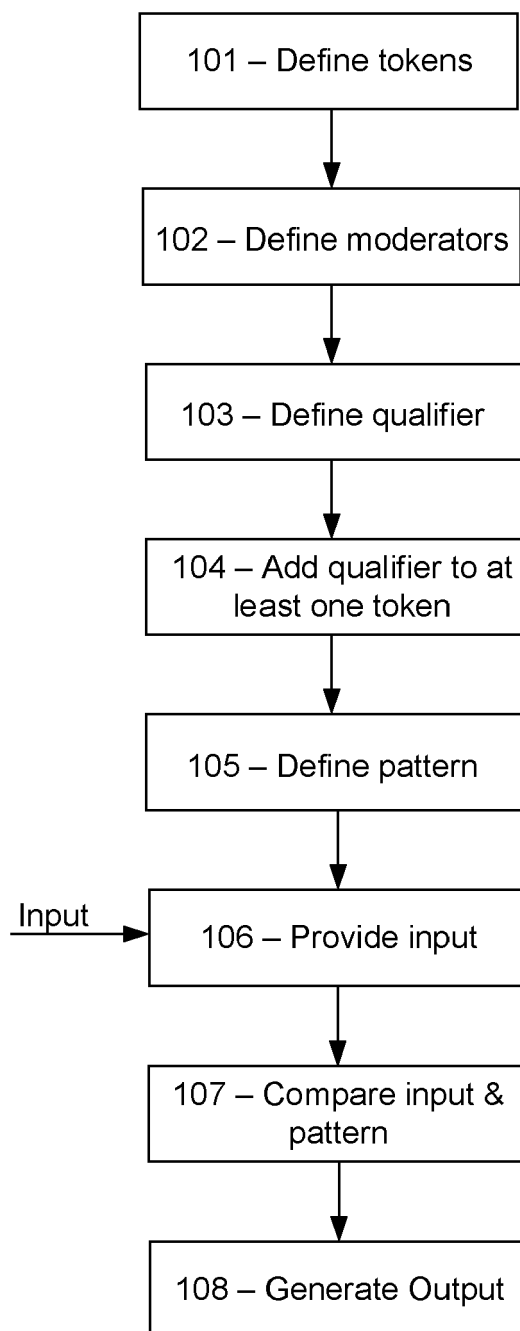 101 – Define tokens
102 – Define moderators
103 – Define qualifier
104 – Add qualifier to at
least one token
105 – Define pattern
Input
106 – Provide input
107 – Compare input &
pattern
108 – Generate Output